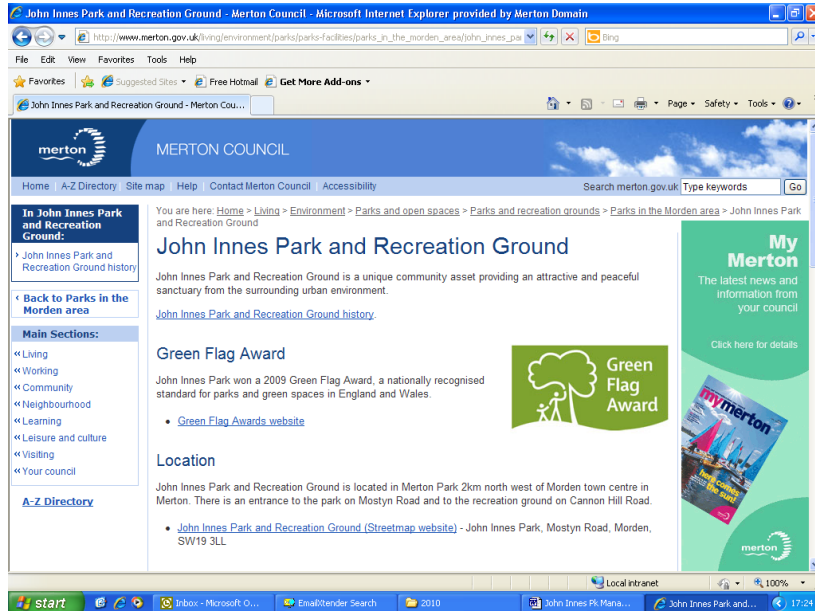 John Innes Park and Recreation Ground - Merton Council - Microsoft Internet Explorer provided by Merton Domain
http://www.merton.gov.uk/living/environment/parks/parks-facilities/parks_in_the_morden_area/john_innes_pa
Bing
File Edit View Favorites Tools Help
Favorites Suggested Sites Free Hotmail Get More Add-ons
John Innes Park and Recreation Ground - Merton Cou...
Page Safety Tools
merton
MERTON COUNCIL
Home A-Z Directory Site map Help Contact Merton Council Accessibility
Search merton.gov.uk Type keywords Go
You are here: Home > Living > Environment > Parks and open spaces > Parks and recreation grounds > Parks in the Morden area > John Innes Park
and Recreation Ground
In John Innes Park
and Recreation
Ground:
John Innes Park and
Recreation Ground history
Back to Parks in the
Morden area
Main Sections:
Living
Working
Community
Neighbourhood
Learning
Leisure and culture
Visiting
Your council
A-Z Directory
John Innes Park and Recreation Ground
John Innes Park and Recreation Ground is a unique community asset providing an attractive and peaceful
sanctuary from the surrounding urban environment.
John Innes Park and Recreation Ground history.
Green Flag Award
John Innes Park won a 2009 Green Flag Award, a nationally recognised
standard for parks and green spaces in England and Wales.
• Green Flag Awards website
Green
Flag
Award
Location
John Innes Park and Recreation Ground is located in Merton Park 2km north west of Morden town centre in
Merton. There is an entrance to the park on Mostyn Road and to the recreation ground on Cannon Hill Road.
• John Innes Park and Recreation Ground (Streetmap website) - John Innes Park, Mostyn Road, Morden,
SW19 3LL
My
Merton
The latest news and
information from
your council
Click here for details
mymerton
here comes
the sun!
merton
Local intranet
100%
start
Inbox - Microsoft O...
EmailXtender Search
2010
John Innes Pk Mana...
John Innes Park and...
17:24